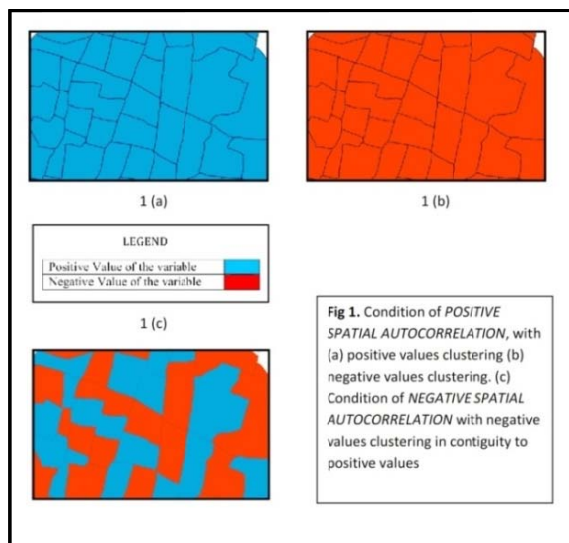 1 (a)
1 (b)
LEGEND
Positive Value of the variable
Negative Value of the variable
1 (c)
Fig 1. Condition of POSITIVE
SPATIAL AUTOCORRELATION, with
(a) positive values clustering (b)
negative values clustering. (c)
Condition of NEGATIVE SPATIAL
AUTOCORRELATION with negative
values clustering in contiguity to
positive values